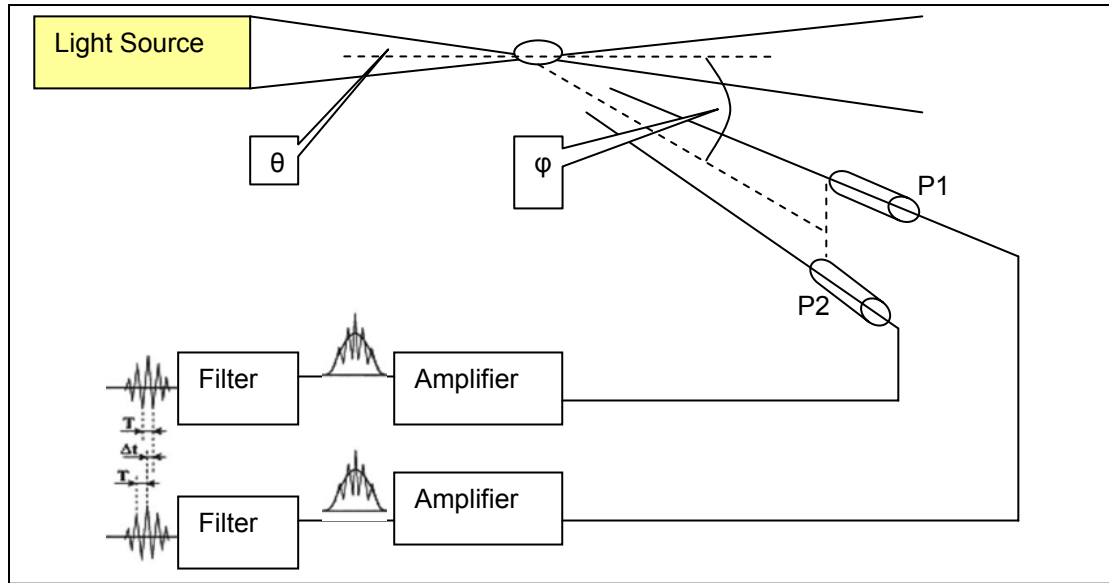 Light Source
θ
φ
P1
P2
Filter
Amplifier
T
Δt
T
Filter
Amplifier